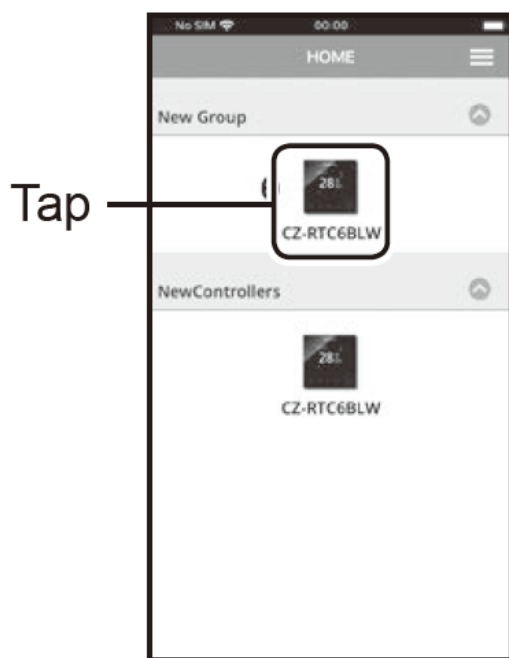 No SIM 00:00
HOME
New Group
28
Tap
CZ-RTC6BLW
NewControllers
28
CZ-RTC6BLW